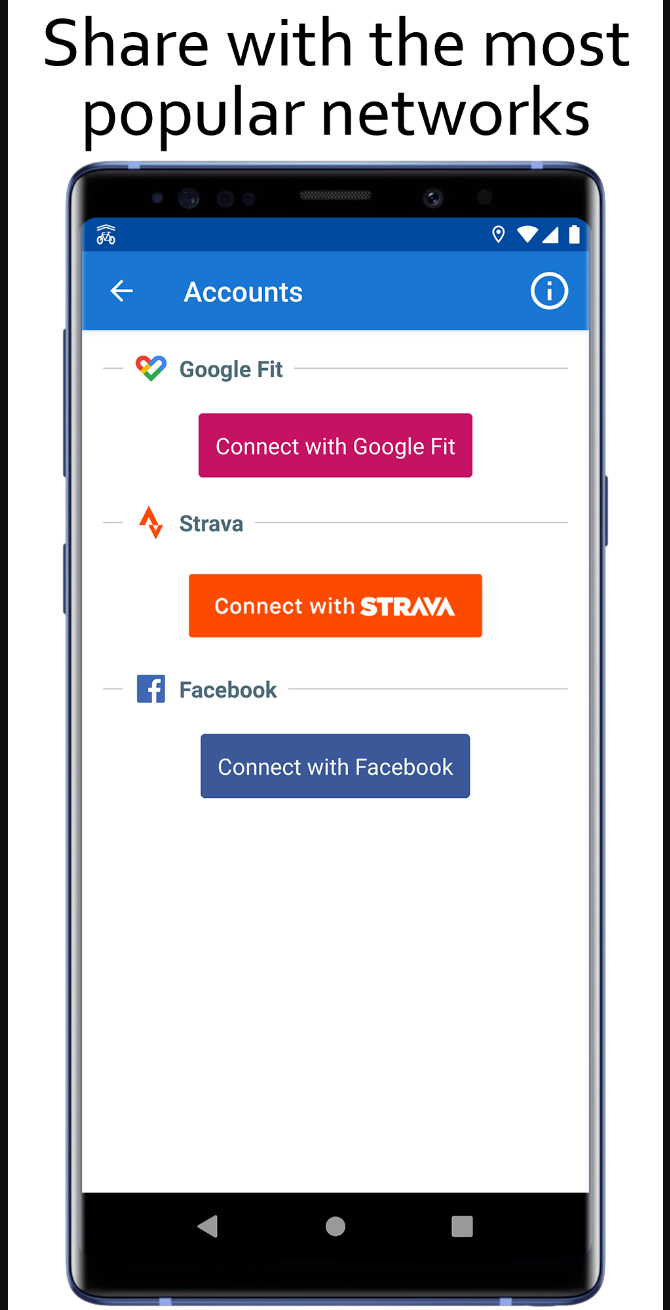 Share with the most
popular networks
Accounts
Google Fit
Connect with Google Fit
Strava
Connect with STRAVA
Facebook
Connect with Facebook